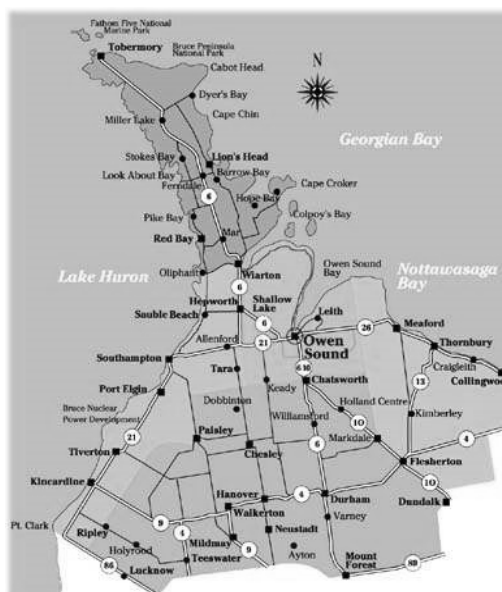 Fathom Five National
Marine Park
Tobermory
Bruce Peninsula
National Park
N
Cabot Head
Dyer's Bay
Cape Chin
Miller Lake
Georgian Bay
Stokes Bay
Lion's Head
Look About Bay
Barrow Bay
Ferndale
Cape Croker
6
Hope Bay
Pike Bay
Colpoy's Bay
Red Bay
Mar
Lake Huron
Oliphant
Wiarton
Owen Sound
Bay
Nottawasaga
Bay
6
Hepworth
Shallow
Lake
Sauble Beach
6
Leith
Meaford
26
Allenford
21
Owen
Sound
Thornbury
Southampton
Craigleith
Tara
6 10
Chatsworth
Collingwo
Port Elgin
Keady
13
Dobbinton
Holland Centre
Bruce Nuclear
Power Development
Williamsford
10
Kimberley
21
Paisley
Markdale
4
Tiverton
Chesley
6
Flesherton
Kincardine
Hanover
4
Durham
10
Dundalk
Walkerton
Pt. Clark
9
Varney
Ripley
4
Mildmay
Neustadt
Holyrood
9
Ayton
Teeswater
Mount
Forest
89
86
Lucknow